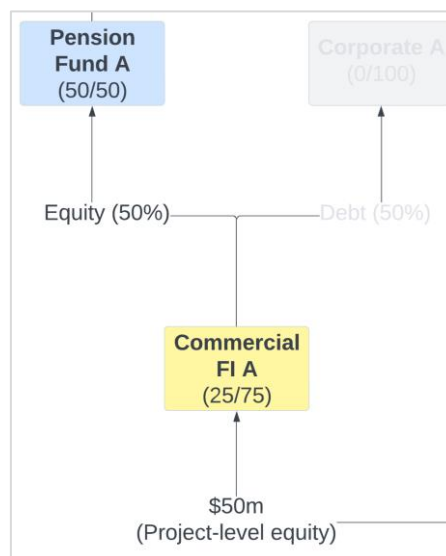 Pension
Fund A
(50/50)
Corporate A
(0/100)
Equity (50%)
Debt (50%)
Commercial
FI A
(25/75)
$50m
(Project-level equity)